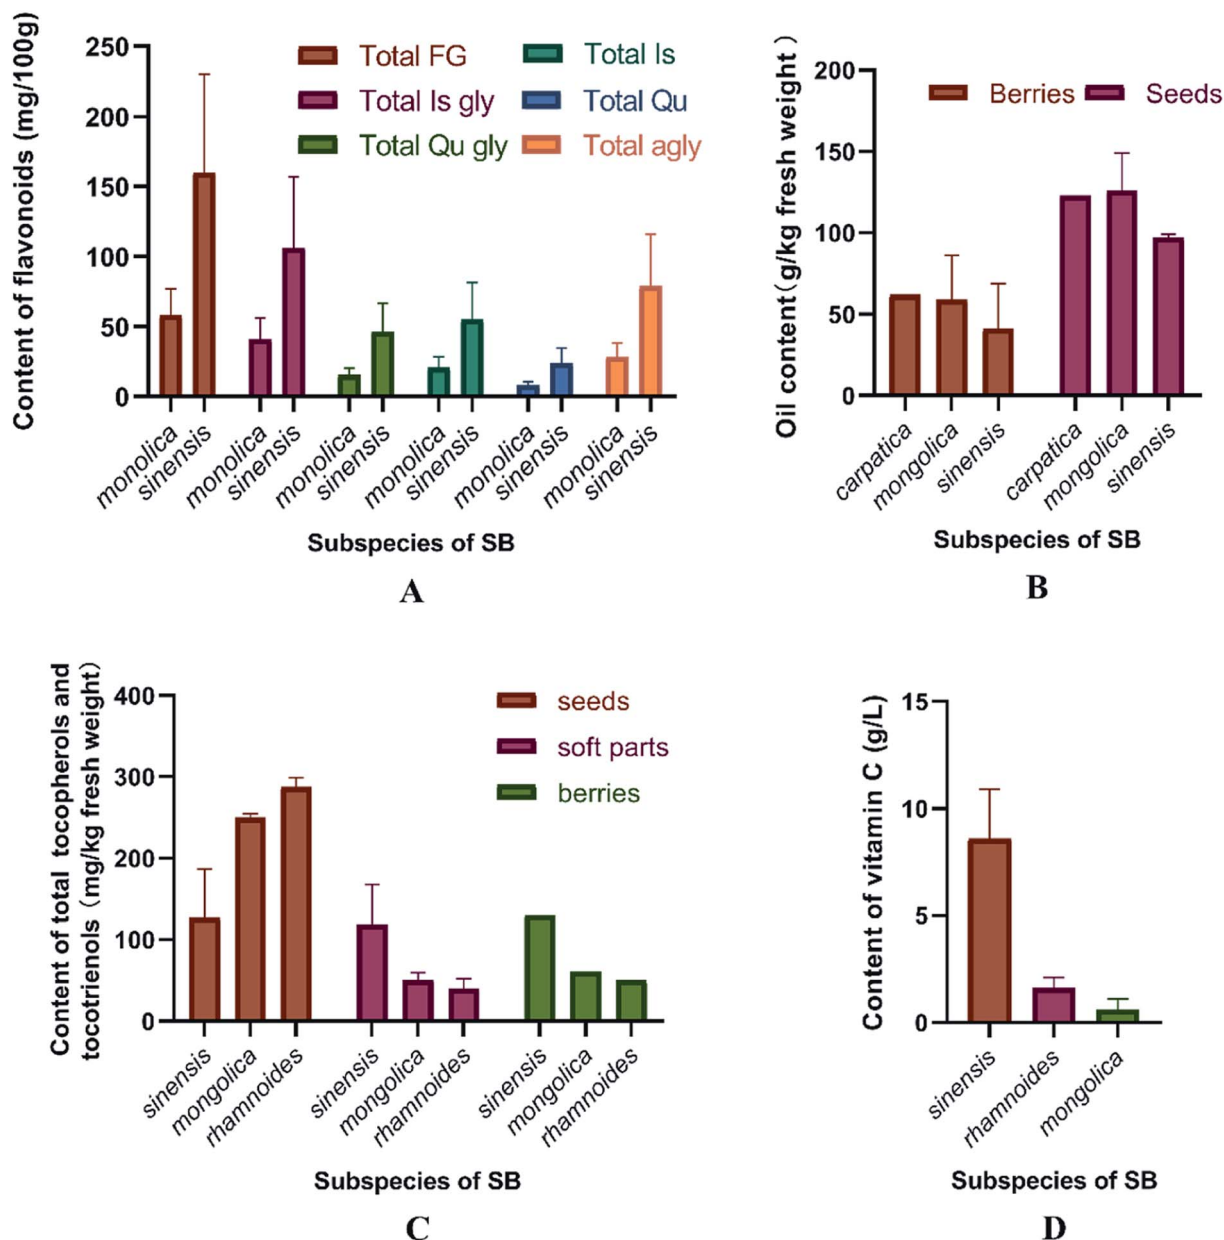 Content of flavonoids (mg/100g)
250
200
150
100
50
0
Total FG
Total Is gly
Total Qu gly
Total Is
Total Qu
Total agly
monolica
sinensis
monolica
sinensis
monolica
sinensis
monolica
sinensis
monolica
sinensis
monolica
sinensis
Subspecies of SB
A
Oil content(g/kg fresh weight )
200
150
100
50
0
Berries
Seeds
carpatica
mongolica
sinensis
carpatica
mongolica
sinensis
Subspecies of SB
B
Content of total tocopherols and
tocotrienols (mg/kg fresh weight)
400
300
200
100
0
seeds
soft parts
berries
sinensis
mongolica
rhamnoides
sinensis
mongolica
rhamnoides
sinensis
mongolica
rhamnoides
Subspecies of SB
C
Content of vitamin C (g/L)
15
10
5
0
sinensis
rhamnoides
mongolica
Subspecies of SB
D